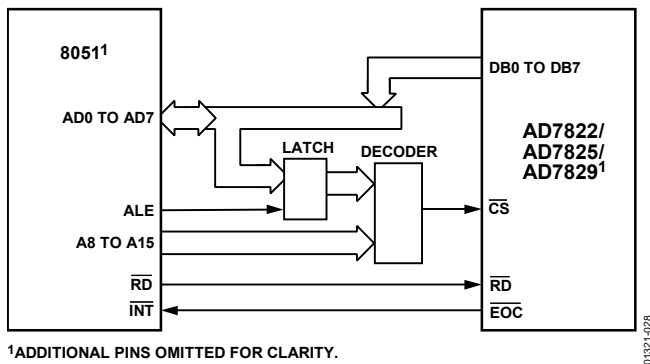 8051¹
DB0 TO DB7
AD0 TO AD7
AD7822/
AD7825/
AD7829¹
LATCH
DECODER
ALE
CS
A8 TO A15
RD
RD
INT
EOC
¹ADDITIONAL PINS OMITTED FOR CLARITY.
01321-028